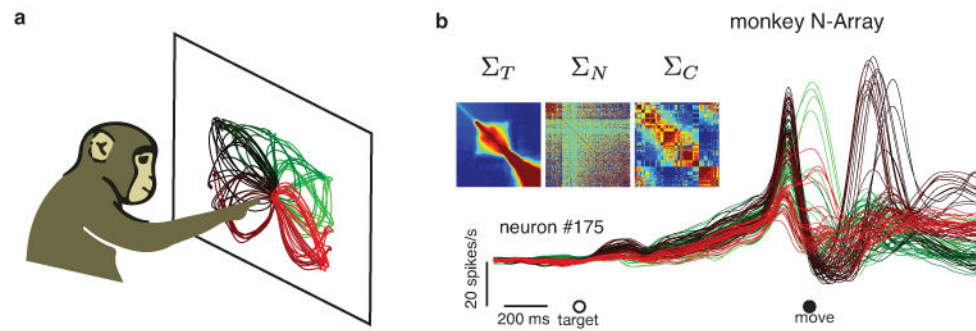 a
b
monkey N-Array
Σ_T
Σ_N
Σ_C
neuron #175
20 spikes/s
200 ms
target
move